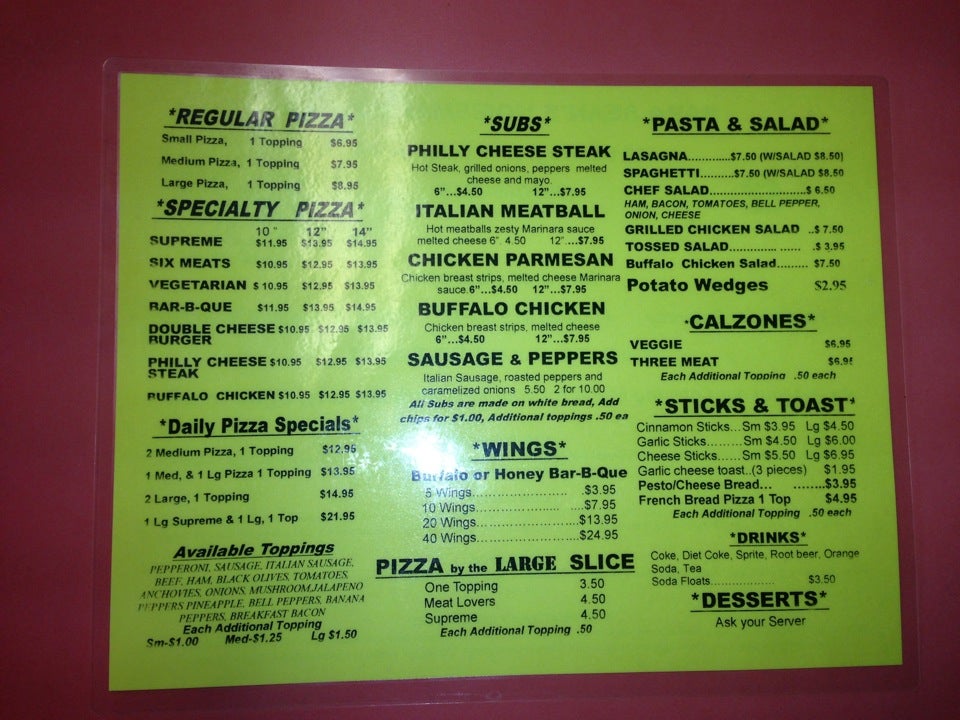 *REGULAR PIZZA*
Small Pizza, 1 Topping $6.95
Medium Pizza, 1 Topping $7.95
Large Pizza, 1 Topping $8.95
*SPECIALTY PIZZA*
10 " 12" 14"
SUPREME $11.95 $13.95 $14.95
SIX MEATS $10.95 $12.95 $13.95
VEGETARIAN $ 10.95 $12.95 $13.95
BAR-B-QUE $11.95 $13.95 $14.95
DOUBLE CHEESE $10.95 $12.95 $13.95
BURGER
PHILLY CHEESE $10.95 $12.95 $13.95
STEAK
BUFFALO CHICKEN $10.95 $12.95 $13.95
*Daily Pizza Specials*
2 Medium Pizza, 1 Topping $12.95
1 Med, & 1 Lg Pizza 1 Topping $13.95
2 Large, 1 Topping $14.95
1 Lg Supreme & 1 Lg, 1 Top $21.95
Available Toppings
PEPPERONI, SAUSAGE, ITALIAN SAUSAGE,
BEEF, HAM, BLACK OLIVES, TOMATOES,
ANCHOVIES, ONIONS, MUSHROOM,JALAPENO
PEPPERS PINEAPPLE, BELL PEPPERS, BANANA
PEPPERS, BREAKFAST BACON
Each Additional Topping
Sm-$1.00 Med-$1.25 Lg $1.50
*SUBS*
PHILLY CHEESE STEAK
Hot Steak, grilled onions, peppers melted
cheese and mayo.
6"...$4.50 12"...$7.95
ITALIAN MEATBALL
Hot meatballs zesty Marinara sauce
melted cheese 6". 4.50 12"...$7.95
CHICKEN PARMESAN
Chicken breast strips, melted cheese Marinara
sauce.6"...$4.50 12"...$7.95
BUFFALO CHICKEN
Chicken breast strips, melted cheese
6"...$4.50 12"...$7.95
SAUSAGE & PEPPERS
Italian Sausage, roasted peppers and
caramelized onions 5.50 2 for 10.00
All Subs are made on white bread, Add
chips for $1.00, Additional toppings .50 ea
*WINGS*
Buffalo or Honey Bar-B-Que
5 Wings........................ .$3.95
10 Wings..................... ....$7.95
20 Wings..........................$13.95
40 Wings..........................$24.95
PIZZA by the LARGE SLICE
One Topping 3.50
Meat Lovers 4.50
Supreme 4.50
Each Additional Topping .50
*PASTA & SALAD*
LASAGNA............$7.50 (W/SALAD $8.50)
SPAGHETTI..........$7.50 (W/SALAD $8.50
CHEF SALAD........................$ 6.50
HAM, BACON, TOMATOES, BELL PEPPER,
ONION, CHEESE
GRILLED CHICKEN SALAD ..$ 7.50
TOSSED SALAD.............. ...... .$ 3.95
Buffalo Chicken Salad......... $7.50
Potato Wedges $2.95
*CALZONES*
VEGGIE $6.95
THREE MEAT $6.95
Each Additional Topping .50 each
*STICKS & TOAST*
Cinnamon Sticks...Sm $3.95 Lg $4.50
Garlic Sticks.........Sm $4.50 Lg $6.00
Cheese Sticks......Sm $5.50 Lg $6.95
Garlic cheese toast..(3 pieces) $1.95
Pesto/Cheese Bread... ........$3.95
French Bread Pizza 1 Top $4.95
Each Additional Topping .50 each
*DRINKS*
Coke, Diet Coke, Sprite, Root beer, Orange
Soda, Tea
Soda Floats.................... $3.50
*DESSERTS*
Ask your Server